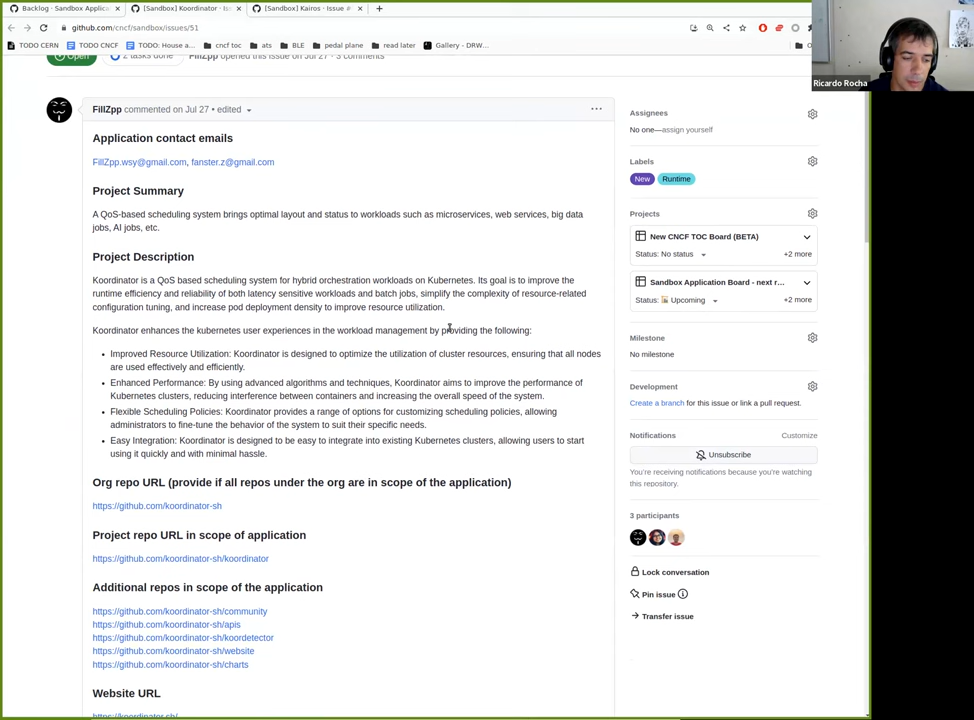 Backlog - Sandbox Applica
[Sandbox] Koordinator - Is
[Sandbox] Kairos · Issue #
github.com/cncf/sandbox/issues/51
TODO CERN
TODO CNCF
TODO: House a...
cncf toc
ats
BLE
pedal plane
read later
Gallery - DRW...
Ricardo Rocha
Open
2 tasks done
FillZpp opened this issue on Jul 27 · 3 comments
FillZpp commented on Jul 27 • edited
Application contact emails
FillZpp.wsy@gmail.com, fanster.z@gmail.com
Project Summary
A QoS-based scheduling system brings optimal layout and status to workloads such as microservices, web services, big data
jobs, AI jobs, etc.
Project Description
Koordinator is a QoS based scheduling system for hybrid orchestration workloads on Kubernetes. Its goal is to improve the
runtime efficiency and reliability of both latency sensitive workloads and batch jobs, simplify the complexity of resource-related
configuration tuning, and increase pod deployment density to improve resource utilization.
Koordinator enhances the kubernetes user experiences in the workload management by providing the following:
• Improved Resource Utilization: Koordinator is designed to optimize the utilization of cluster resources, ensuring that all nodes
are used effectively and efficiently.
• Enhanced Performance: By using advanced algorithms and techniques, Koordinator aims to improve the performance of
Kubernetes clusters, reducing interference between containers and increasing the overall speed of the system.
• Flexible Scheduling Policies: Koordinator provides a range of options for customizing scheduling policies, allowing
administrators to fine-tune the behavior of the system to suit their specific needs.
• Easy Integration: Koordinator is designed to be easy to integrate into existing Kubernetes clusters, allowing users to start
using it quickly and with minimal hassle.
Org repo URL (provide if all repos under the org are in scope of the application)
https://github.com/koordinator-sh
Project repo URL in scope of application
https://github.com/koordinator-sh/koordinator
Additional repos in scope of the application
https://github.com/koordinator-sh/community
https://github.com/koordinator-sh/apis
https://github.com/koordinator-sh/koordetector
https://github.com/koordinator-sh/website
https://github.com/koordinator-sh/charts
Website URL
https://koordinator.sh/
Assignees
No one—assign yourself
Labels
New
Runtime
Projects
New CNCF TOC Board (BETA)
Status: No status
+2 more
Sandbox Application Board - next r...
Status: Upcoming
+2 more
Milestone
No milestone
Development
Create a branch for this issue or link a pull request.
Notifications
Customize
Unsubscribe
You're receiving notifications because you're watching
this repository.
3 participants
Lock conversation
Pin issue
Transfer issue